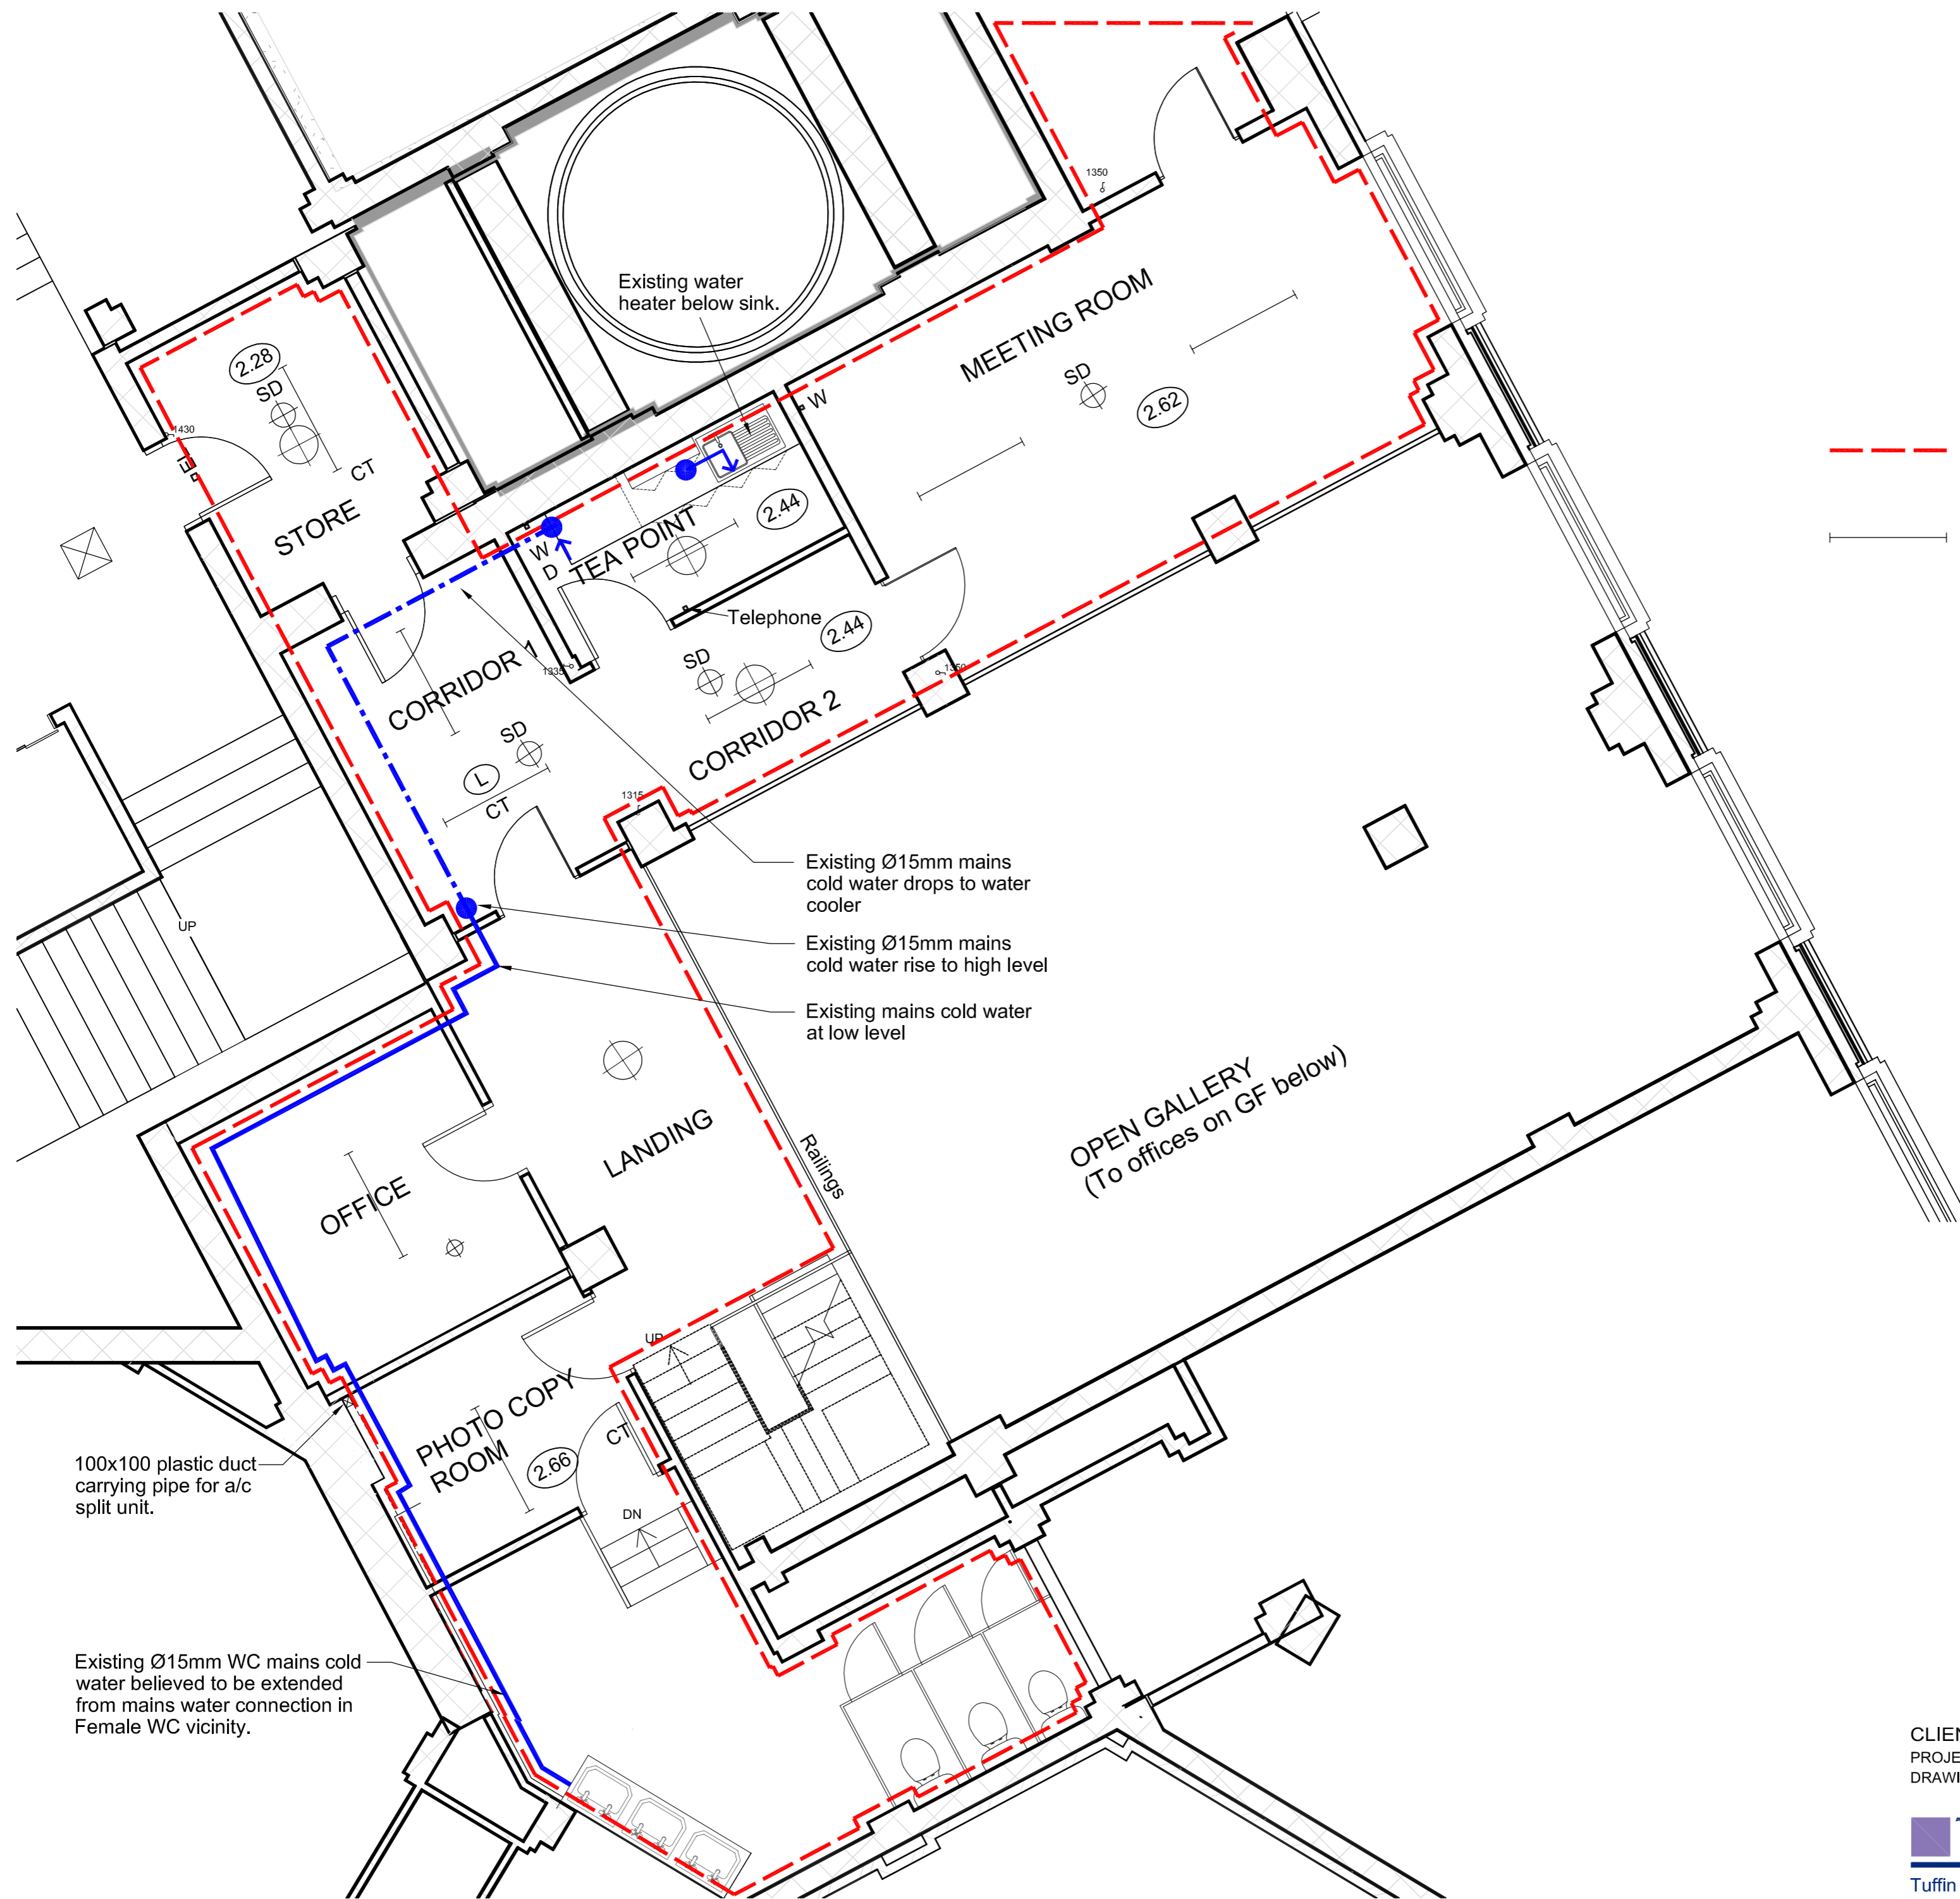 1350
Existing water
heater below sink.
MEETING ROOM
SD
2.62
W
2.28
SD
1430
CT
STORE
2.44
W
D
TEA POINT
Telephone
2.44
SD
CORRIDOR 1
1335
1350
CORRIDOR 2
SD
L
CT
1315
Existing Ø15mm mains
cold water drops to water
cooler
Existing Ø15mm mains
cold water rise to high level
Existing mains cold water
at low level
UP
LANDING
Railings
OPEN GALLERY
(To offices on GF below)
OFFICE
UP
PHOTO COPY
ROOM
2.66
CT
DN
100x100 plastic duct
carrying pipe for a/c
split unit.
Existing Ø15mm WC mains cold
water believed to be extended
from mains water connection in
Female WC vicinity.
CLIEN
PROJE
DRAWI
Tuffin